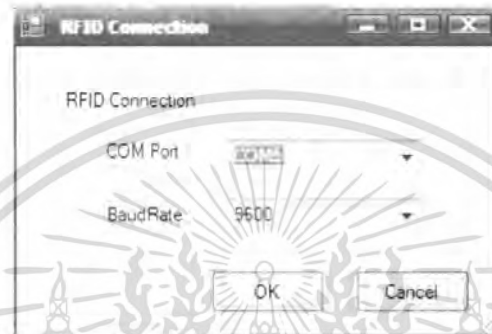 RFID Connection
RFID Connection
COM Port
BaudRate 9600
OK Cancel